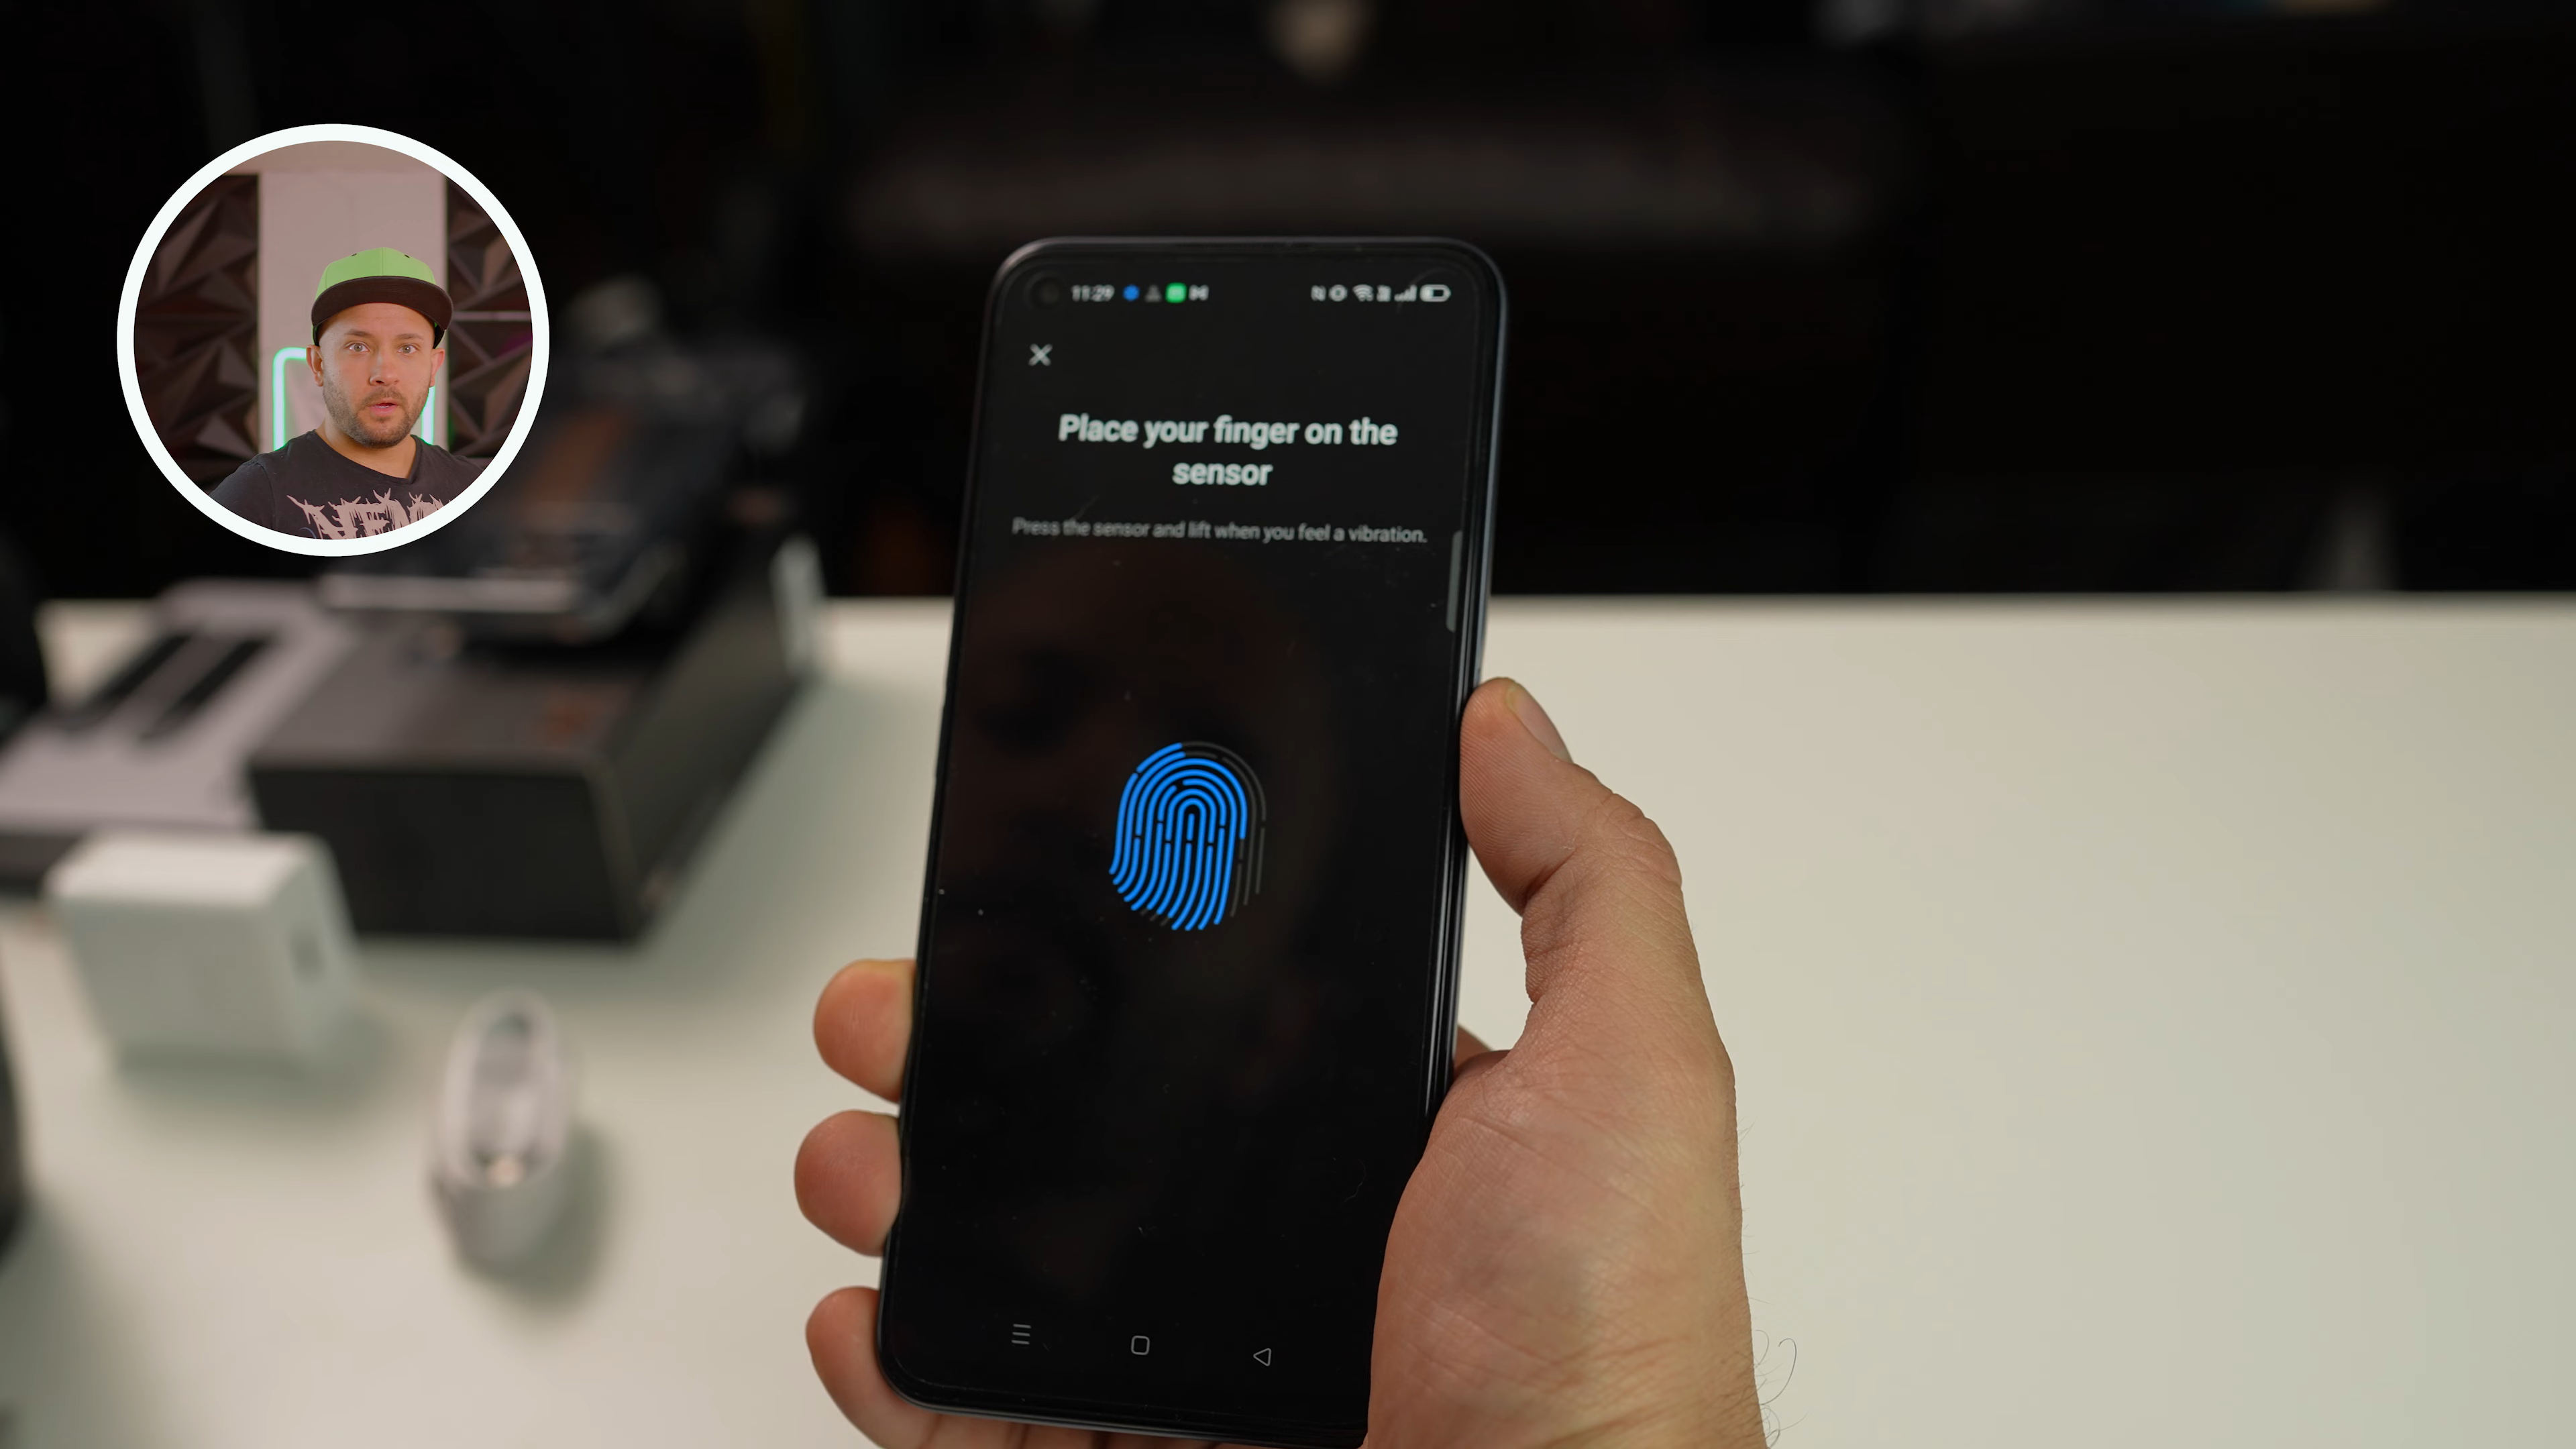 11:29
Place your finger on the
sensor
Press the sensor and lift when you feel a vibration.